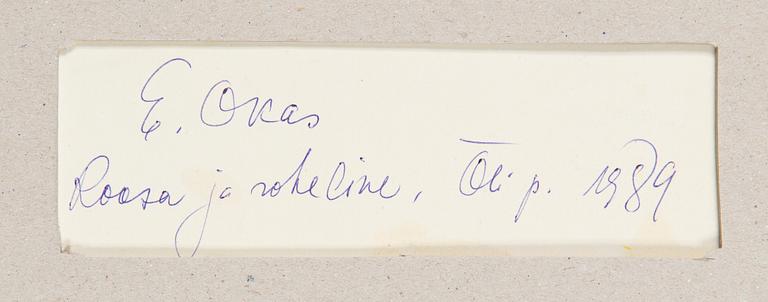 E. Okas
Roosa ja roheline, Õli p. 1989